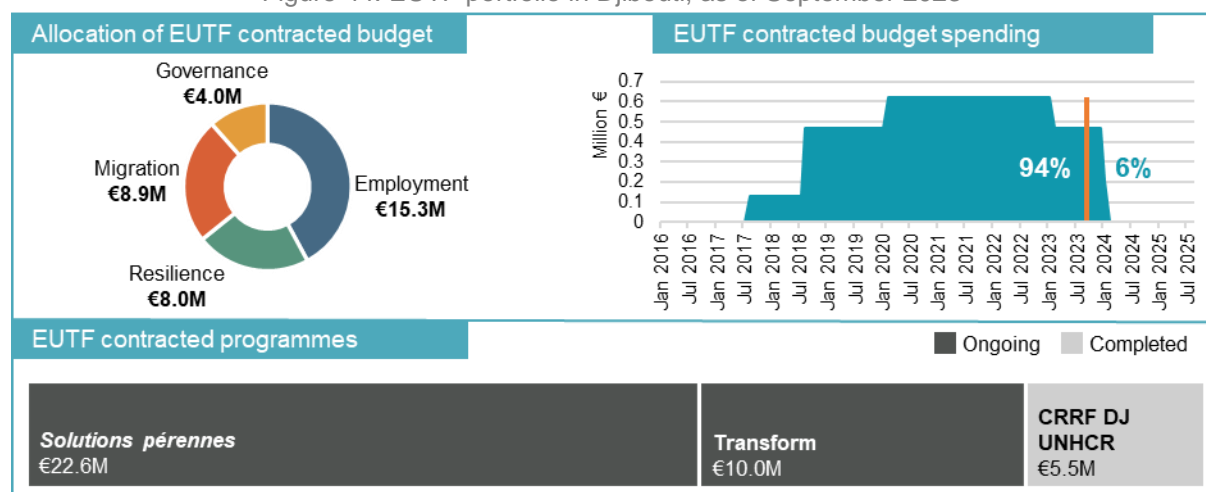 Allocation of EUTF contracted budget
Governance
€4.0M
Migration
€8.9M
Employment
€15.3M
Resilience
€8.0M
EUTF contracted budget spending
Million €
0.7
0.6
0.5
0.4
0.3
0.2
0.1
0
94%
6%
Jan 2016
Jul 2016
Jan 2017
Jul 2017
Jan 2018
Jul 2018
Jan 2019
Jul 2019
Jan 2020
Jul 2020
Jan 2021
Jul 2021
Jan 2022
Jul 2022
Jan 2023
Jul 2023
Jan 2024
Jul 2024
Jan 2025
Jul 2025
EUTF contracted programmes
Ongoing
Completed
Solutions pérennes
€22.6M
Transform
€10.0M
CRRF DJ
UNHCR
€5.5M